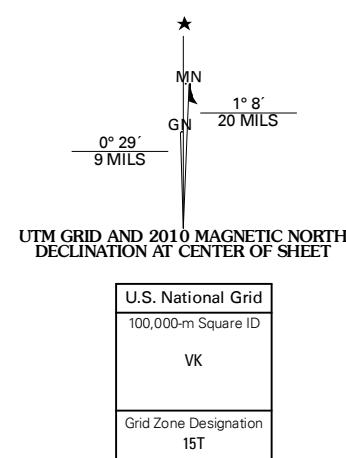 ★
MN
1° 8´
20 MILS
GN
0° 29´
9 MILS
UTM GRID AND 2010 MAGNETIC NORTH
DECLINATION AT CENTER OF SHEET
U.S. National Grid
100,000-m Square ID
VK
Grid Zone Designation
15T